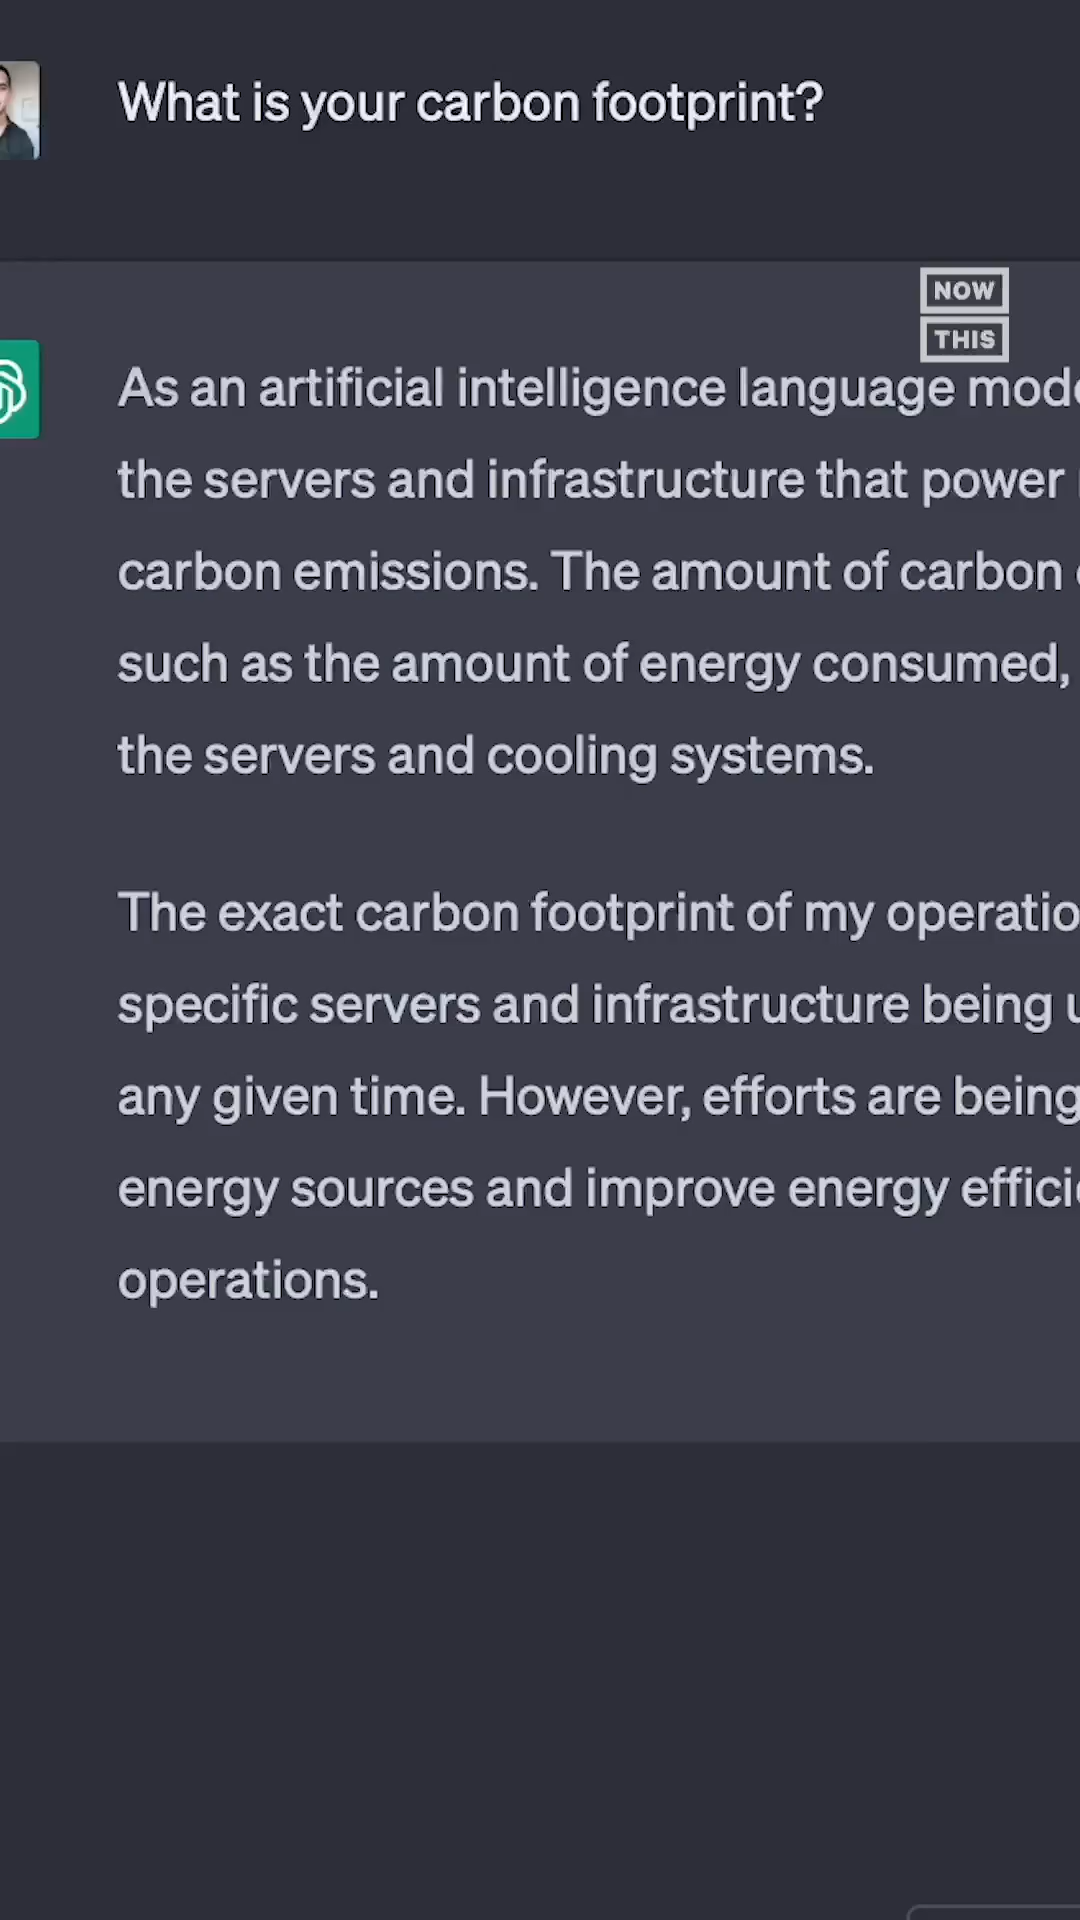 What is your carbon footprint?
NOW
THIS
As an artificial intelligence language
the servers and infrastructure that power
carbon emissions. The amount of carbon
such as the amount of energy consumed,
the servers and cooling systems.
The exact carbon footprint of my
specific servers and infrastructure being
any given time. However, efforts are being
energy sources and improve energy
operations.